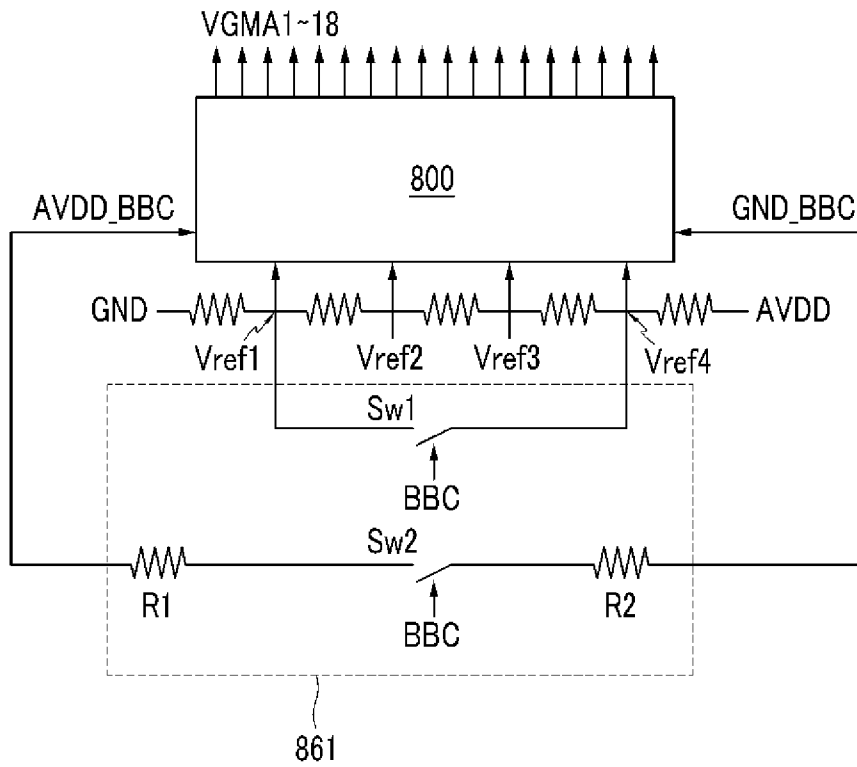 VGMA1~18
800
AVDD_BBC
GND_BBC
GND
AVDD
Vref1
Vref2
Vref3
Vref4
Sw1
BBC
Sw2
R1
R2
BBC
861